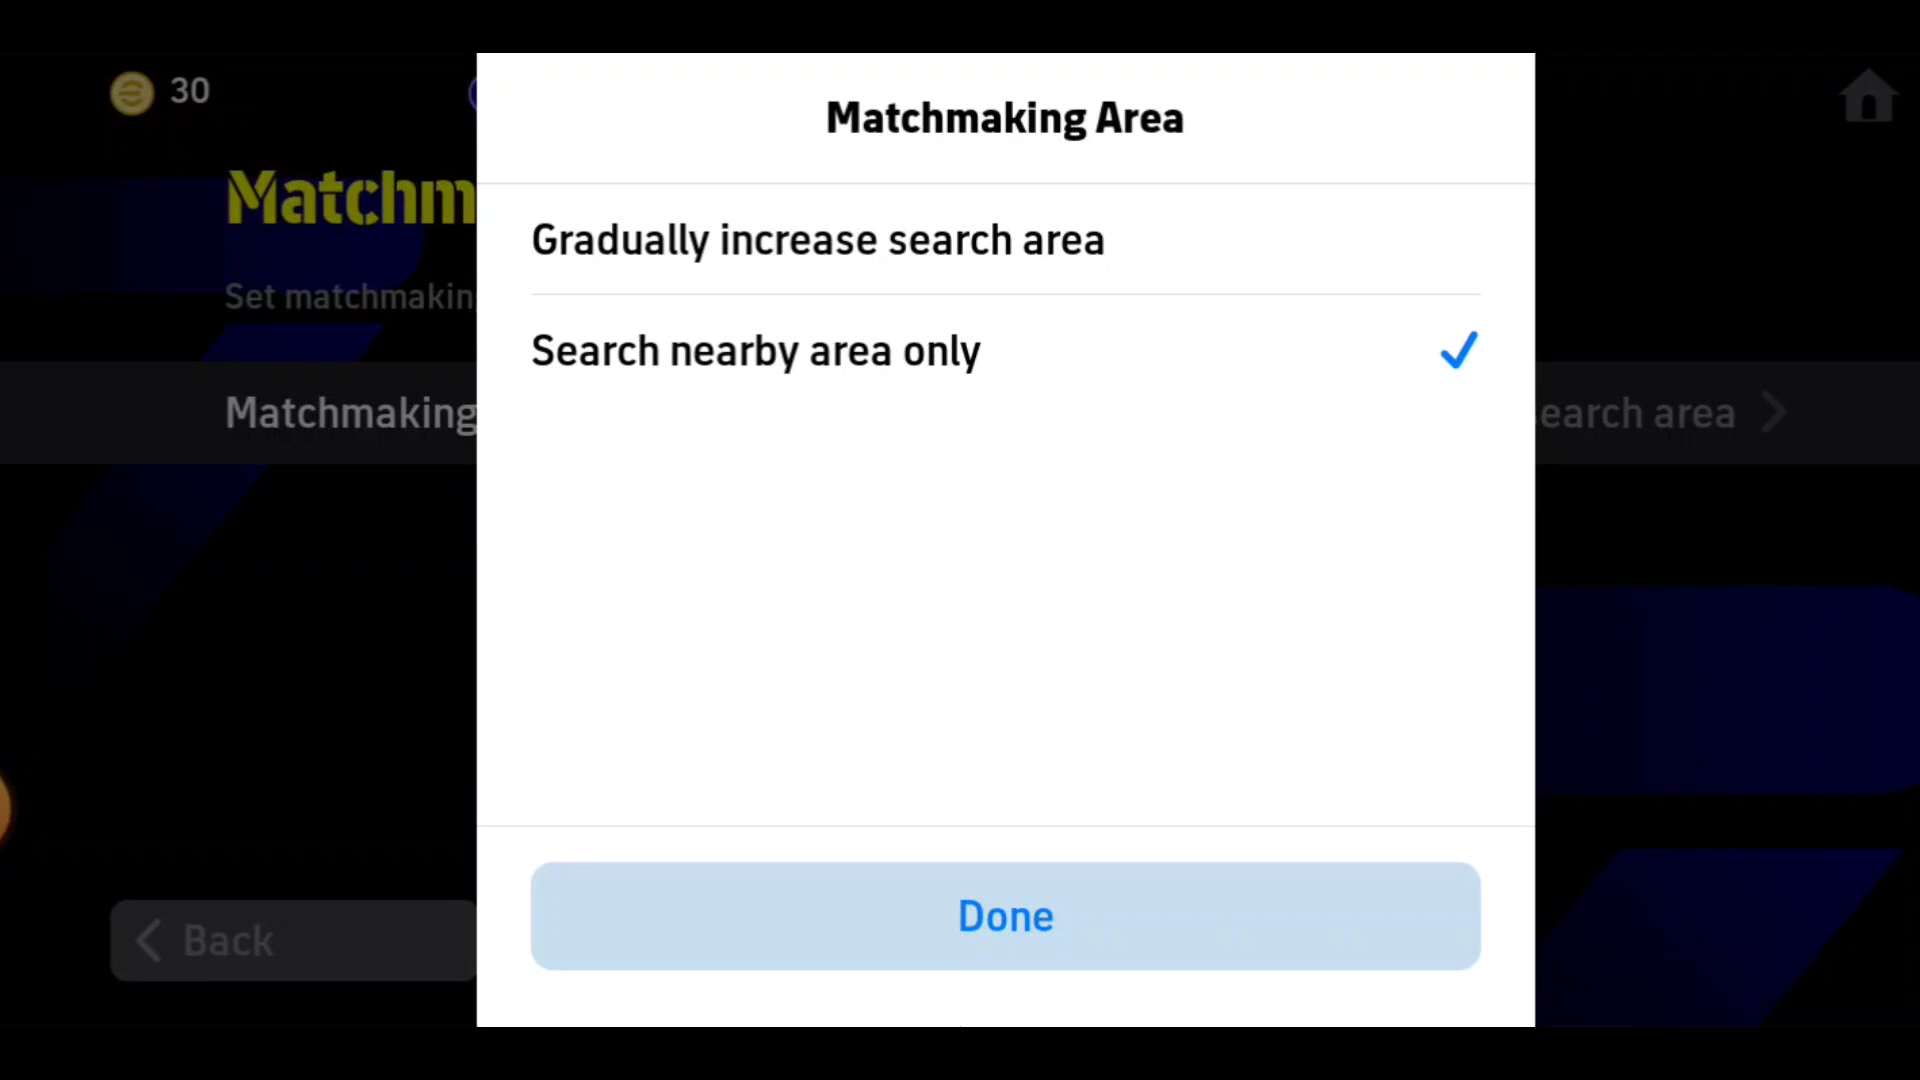 30
Matchmaking Area
Matchm
Gradually increase search area
Set matchmakin
Search nearby area only
Matchmaking
earch area
Done
Back